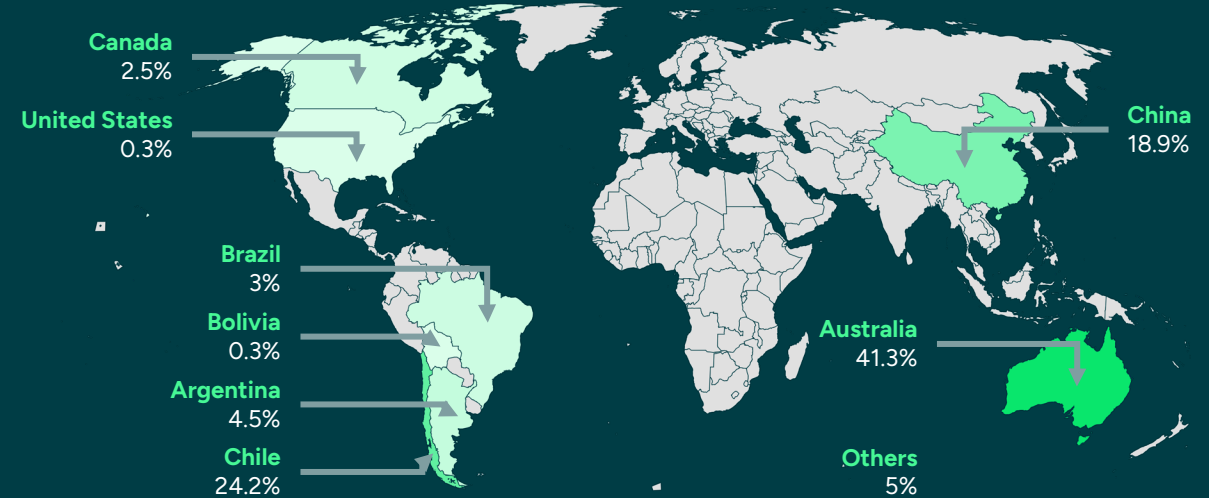 Canada
2.5%
United States
0.3%
China
18.9%
Brazil
3%
Bolivia
0.3%
Australia
41.3%
Argentina
4.5%
Chile
24.2%
Others
5%